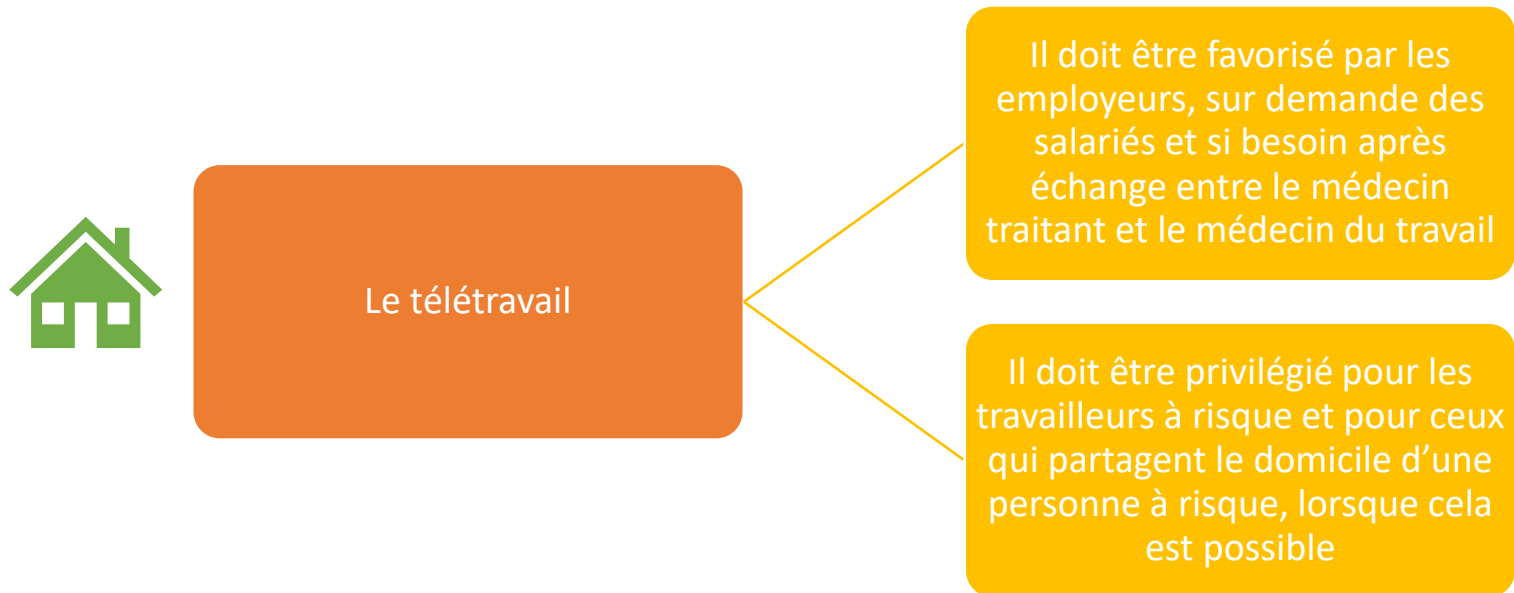 Le télétravail
Il doit être favorisé par les
employeurs, sur demande des
salariés et si besoin après
échange entre le médecin
traitant et le médecin du travail
Il doit être privilégié pour les
travailleurs à risque et pour ceux
qui partagent le domicile d’une
personne à risque, lorsque cela
est possible